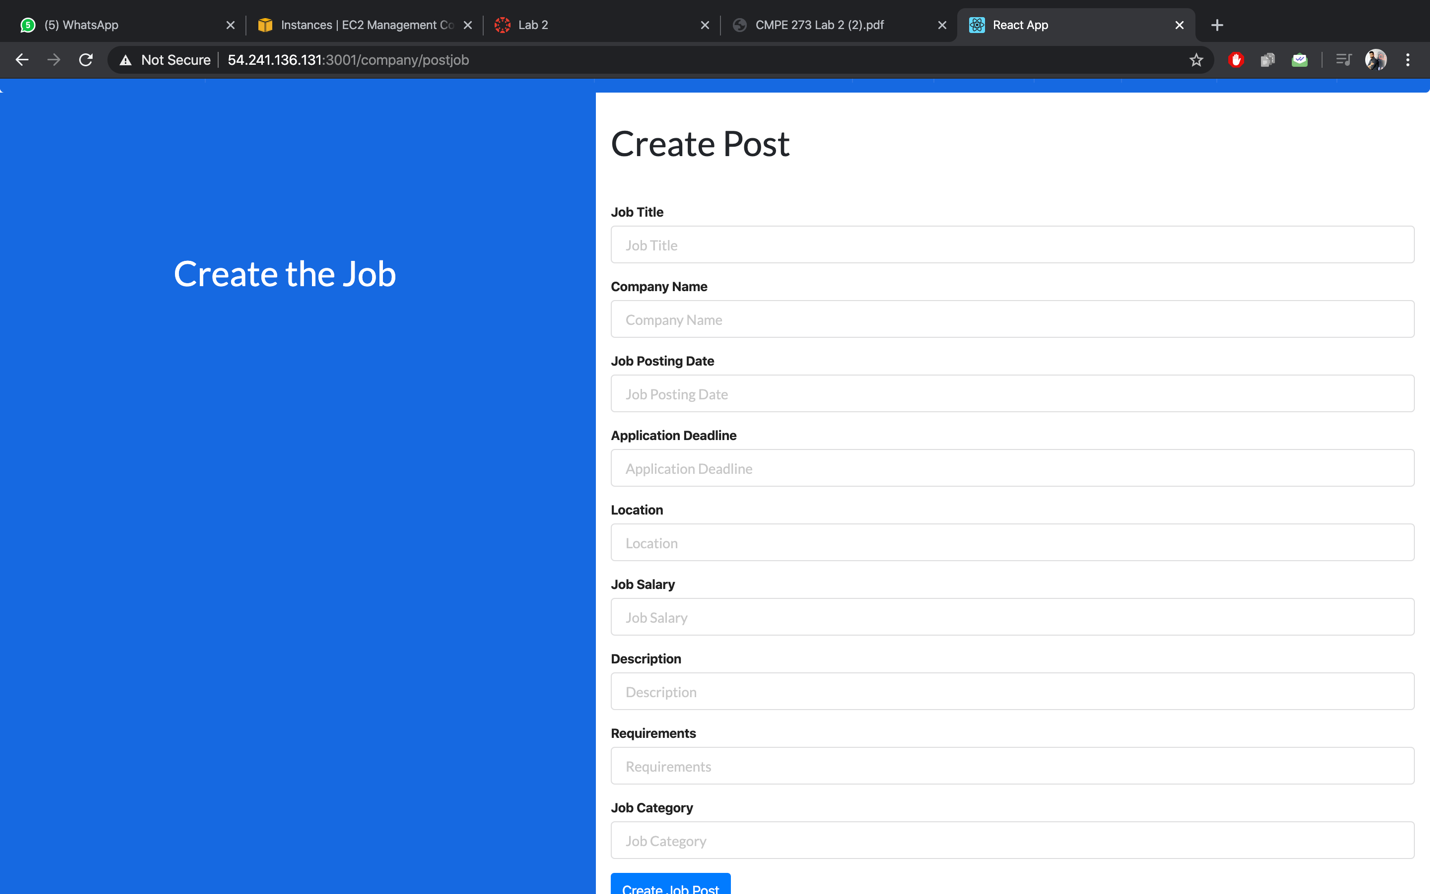 5 (5) WhatsApp
Instances | EC2 Management Co
Lab 2
CMPE 273 Lab 2 (2).pdf
React App
Not Secure 54.241.136.131:3001/company/postjob
Create the Job
Create Post
Job Title
Job Title
Company Name
Company Name
Job Posting Date
Job Posting Date
Application Deadline
Application Deadline
Location
Location
Job Salary
Job Salary
Description
Description
Requirements
Requirements
Job Category
Job Category
Create Job Post